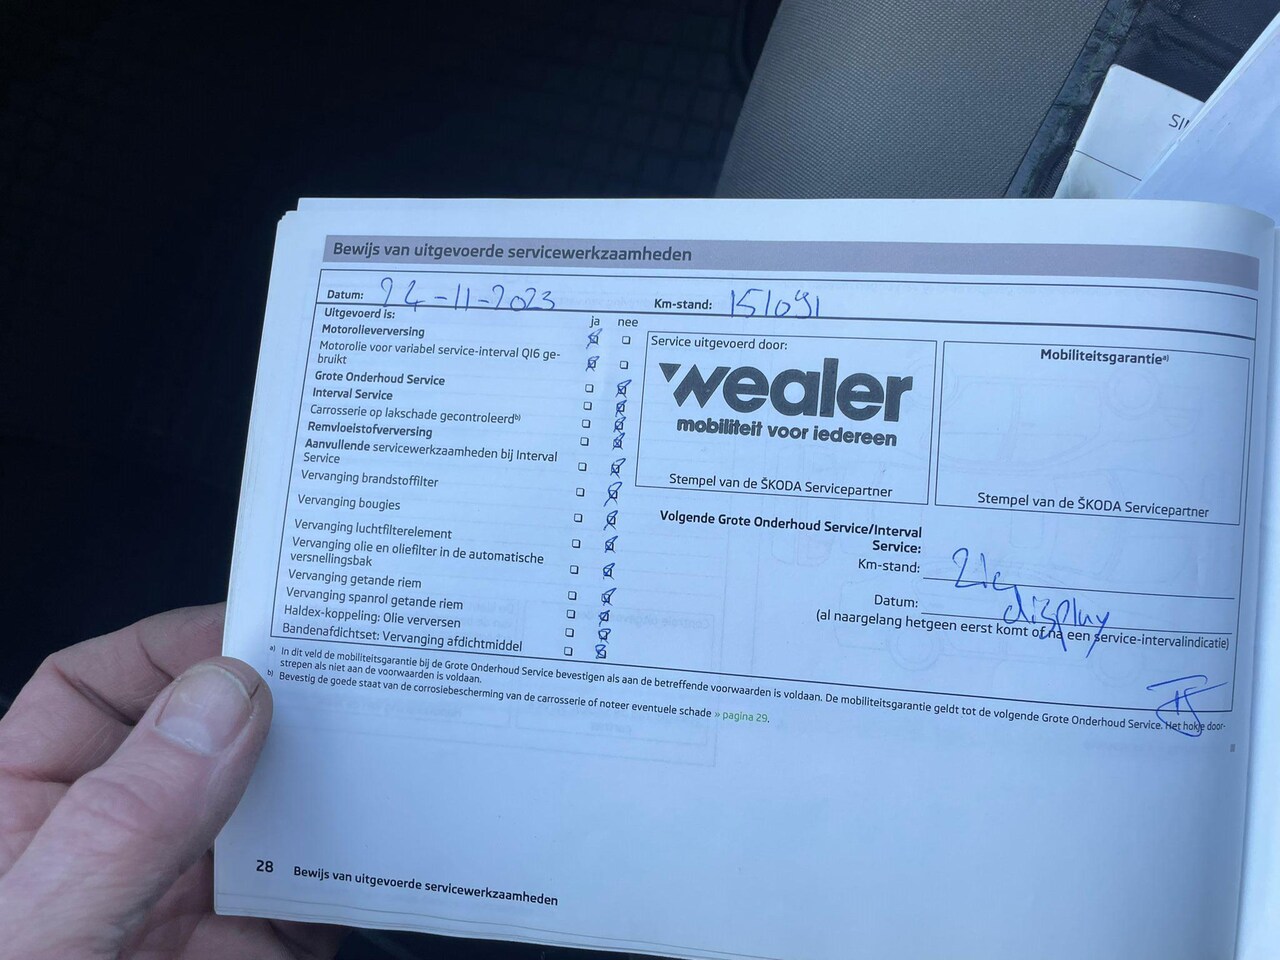 SI
Bewijs van uitgevoerde servicewerkzaamheden
Datum: 24-11-2023
Km-stand: 151091
Uitgevoerd is:
ja nee
Motorolieverversing
Motorolie voor variabel service-interval QI6 ge-
bruikt
Grote Onderhoud Service
Interval Service
Carrosserie op lakschade gecontroleerd b)
Remvloeistofverversing
Aanvullende servicewerkzaamheden bij Interval
Service
Vervanging brandstoffilter
Vervanging bougies
Vervanging luchtfilterelement
Vervanging olie en oliefilter in de automatische
versnellingsbak
Vervanging getande riem
Vervanging spanrol getande riem
Haldex-koppeling: Olie verversen
Bandenafdichtset: Vervanging afdichtmiddel
Service uitgevoerd door:
wealer
mobiliteit voor iedereen
Stempel van de ŠKODA Servicepartner
Mobiliteitsgarantie a)
Stempel van de ŠKODA Servicepartner
Volgende Grote Onderhoud Service/Interval
Service:
Km-stand: zie
Datum: display
(al naargelang hetgeen eerst komt of na een service-intervalindicatie)
a) In dit veld de mobiliteitsgarantie bij de Grote Onderhoud Service bevestigen als aan de betreffende voorwaarden is voldaan. De mobiliteitsgarantie geldt tot de volgende Grote Onderhoud Service. Het hokje door-
strepen als niet aan de voorwaarden is voldaan.
b) Bevestig de goede staat van de corrosiebescherming van de carrosserie of noteer eventuele schade » pagina 29.
28 Bewijs van uitgevoerde servicewerkzaamheden